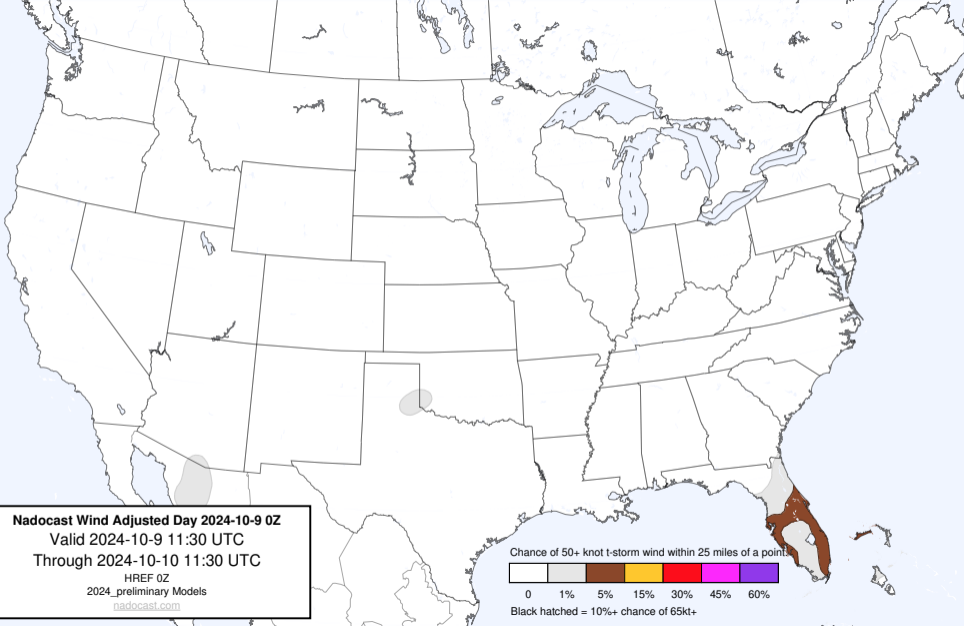 Nadocast Wind Adjusted Day 2024-10-9 0Z
Valid 2024-10-9 11:30 UTC
Through 2024-10-10 11:30 UTC
HREF 0Z
2024_preliminary Models
nadocast.com
Chance of 50+ knot t-storm wind within 25 miles of a point.
0 1% 5% 15% 30% 45% 60%
Black hatched = 10%+ chance of 65kt+